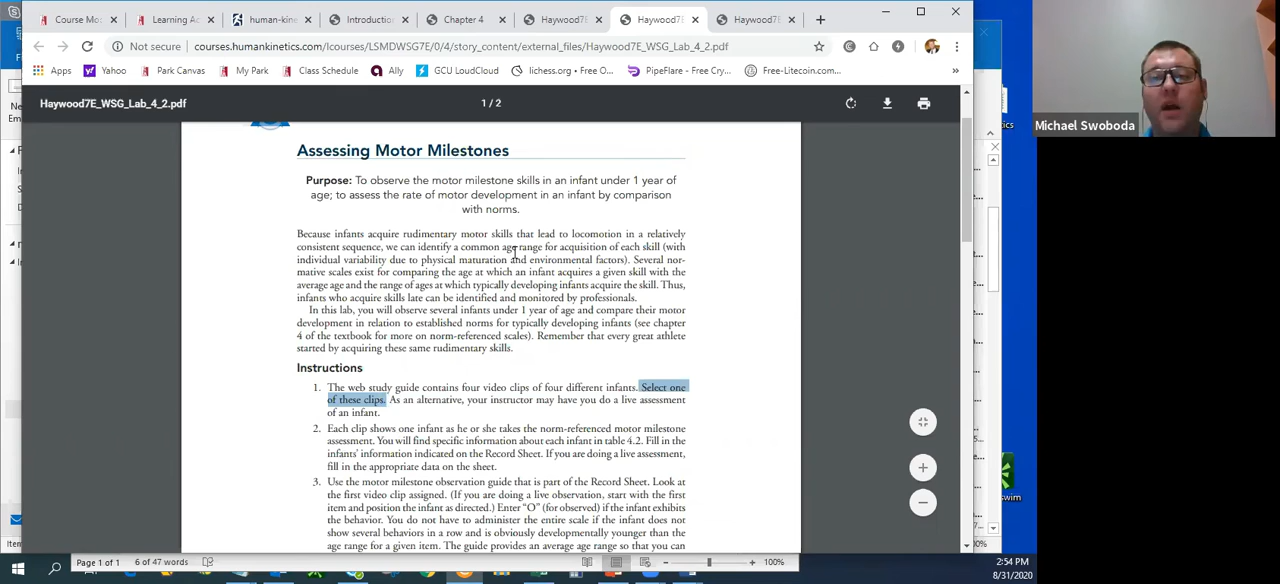 Course Mo
Learning Ac
human-kine
Introductio
Chapter 4
Haywood7E
Haywood7E
Haywood7E
Not secure
courses.humankinetics.com/lcourses/LSMDWSG7E/0/4/story_content/external_files/Haywood7E_WSG_Lab_4_2.pdf
Apps
Yahoo
Park Canvas
My Park
Class Schedule
Ally
GCU LoudCloud
lichess.org • Free O...
PipeFlare - Free Cry...
Free-Litecoin.com...
»
Haywood7E_WSG_Lab_4_2.pdf
1 / 2
Michael Swoboda
Assessing Motor Milestones
Purpose: To observe the motor milestone skills in an infant under 1 year of
age; to assess the rate of motor development in an infant by comparison
with norms.
Because infants acquire rudimentary motor skills that lead to locomotion in a relatively
consistent sequence, we can identify a common age range for acquisition of each skill (with
individual variability due to physical maturation and environmental factors). Several nor-
mative scales exist for comparing the age at which an infant acquires a given skill with the
average age and the range of ages at which typically developing infants acquire the skill. Thus,
infants who acquire skills late can be identified and monitored by professionals.
In this lab, you will observe several infants under 1 year of age and compare their motor
development in relation to established norms for typically developing infants (see chapter
4 of the textbook for more on norm-referenced scales). Remember that every great athlete
started by acquiring these same rudimentary skills.
Instructions
1. The web study guide contains four video clips of four different infants. Select one
of these clips. As an alternative, your instructor may have you do a live assessment
of an infant.
2. Each clip shows one infant as he or she takes the norm-referenced motor milestone
assessment. You will find specific information about each infant in table 4.2. Fill in the
infants' information indicated on the Record Sheet. If you are doing a live assessment,
fill in the appropriate data on the sheet.
3. Use the motor milestone observation guide that is part of the Record Sheet. Look at
the first video clip assigned. (If you are doing a live observation, start with the first
item and position the infant as directed.) Enter "O" (for observed) if the infant exhibits
the behavior. You do not have to administer the entire scale if the infant does not
show several behaviors in a row and is obviously developmentally younger than the
age range for a given item. The guide provides an average age range so that you can
swim
Page 1 of 1
6 of 47 words
100%
2:54 PM
8/31/2020